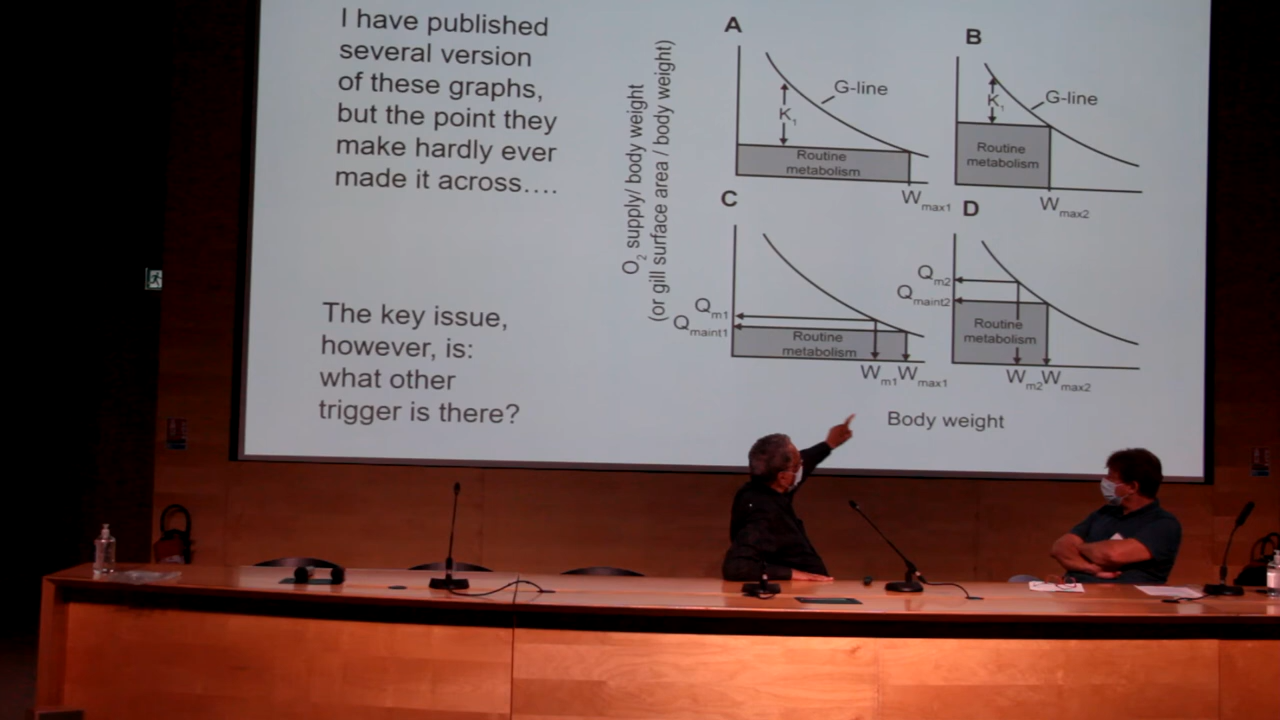 I have published
several version
of these graphs,
but the point they
make hardly ever
made it across....
The key issue,
however, is:
what other
trigger is there?
O2 supply/ body weight
(or gill surface area / body weight)
A
G-line
K1
Routine
metabolism
Wmax1
B
G-line
K1
Routine
metabolism
Wmax2
C
Qm1
Qmaint1
Routine
metabolism
Wm1
Wmax1
D
Qm2
Qmaint2
Routine
metabolism
Wm2
Wmax2
Body weight